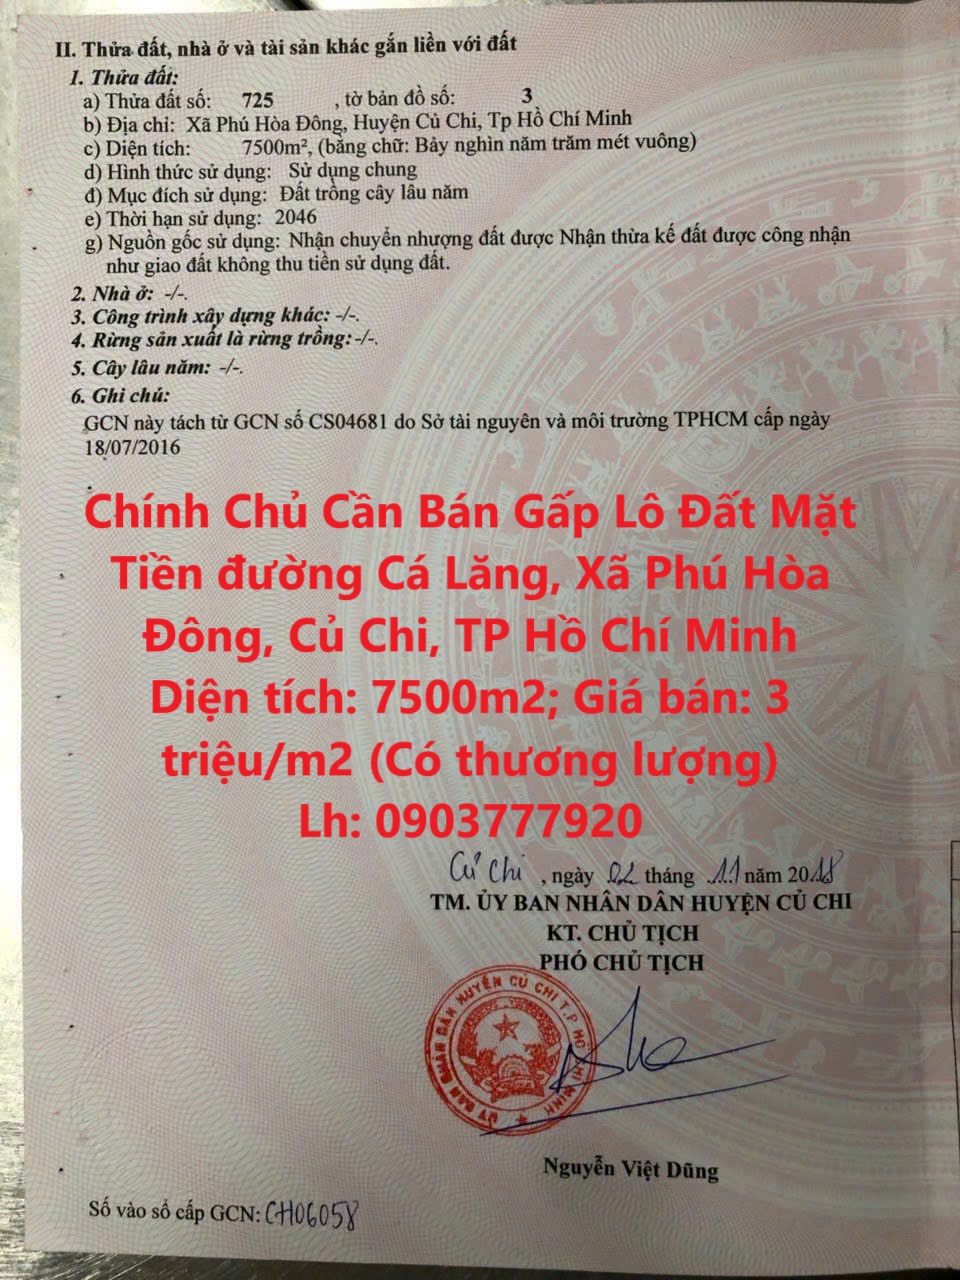 II. Thửa đất, nhà ở và tài sản khác gắn liền với đất
1. Thửa đất:
a) Thửa đất số: 725 , tờ bản đồ số: 3
b) Địa chỉ: Xã Phú Hòa Đông, Huyện Củ Chi, Tp Hồ Chí Minh
c) Diện tích: 7500m², (bằng chữ: Bảy nghìn năm trăm mét vuông)
d) Hình thức sử dụng: Sử dụng chung
đ) Mục đích sử dụng: Đất trồng cây lâu năm
e) Thời hạn sử dụng: 2046
g) Nguồn gốc sử dụng: Nhận chuyển nhượng đất được Nhận thừa kế đất được công nhận
như giao đất không thu tiền sử dụng đất.
2. Nhà ở: -/-.
3. Công trình xây dựng khác: -/-.
4. Rừng sản xuất là rừng trồng: -/-.
5. Cây lâu năm: -/-.
6. Ghi chú:
GCN này tách từ GCN số CS04681 do Sở tài nguyên và môi trường TPHCM cấp ngày
18/07/2016
Chính Chủ Cần Bán Gấp Lô Đất Mặt
Tiền đường Cá Lăng, Xã Phú Hòa
Đông, Củ Chi, TP Hồ Chí Minh
Diện tích: 7500m2; Giá bán: 3
triệu/m2 (Có thương lượng)
Lh: 0903777920
Củ Chi , ngày 02 tháng 11 năm 2018
TM. ỦY BAN NHÂN DÂN HUYỆN CỦ CHI
KT. CHỦ TỊCH
PHÓ CHỦ TỊCH
ỦY BAN NHÂN DÂN HUYỆN CỦ CHI T.P HỒ CHÍ MINH
Nguyễn Việt Dũng
Số vào sổ cấp GCN: CH06058